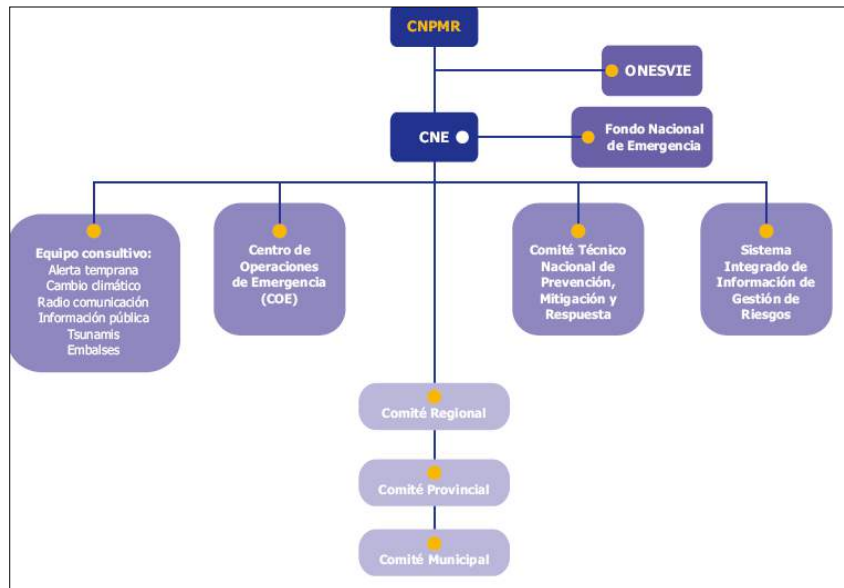 CNPMR
ONESVIE
CNE
Fondo Nacional
de Emergencia
Equipo consultivo:
Alerta temprana
Cambio climático
Radio comunicación
Información pública
Tsunamis
Embalses
Centro de
Operaciones
de Emergencia
(COE)
Comité Técnico
Nacional de
Prevención,
Mitigación y
Respuesta
Sistema
Integrado de
Información de
Gestión de
Riesgos
Comité Regional
Comité Provincial
Comité Municipal